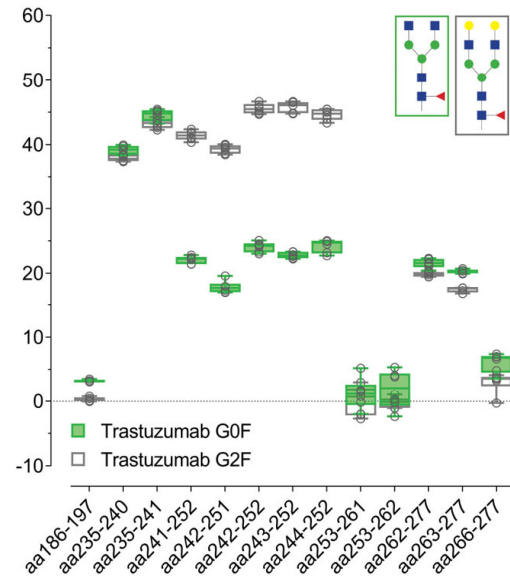 60
50
40
30
20
10
0
-10
Trastuzumab G0F
Trastuzumab G2F
aa186-197
aa235-240
aa235-241
aa241-252
aa242-251
aa242-252
aa243-252
aa244-252
aa253-261
aa253-262
aa262-277
aa263-277
aa266-277